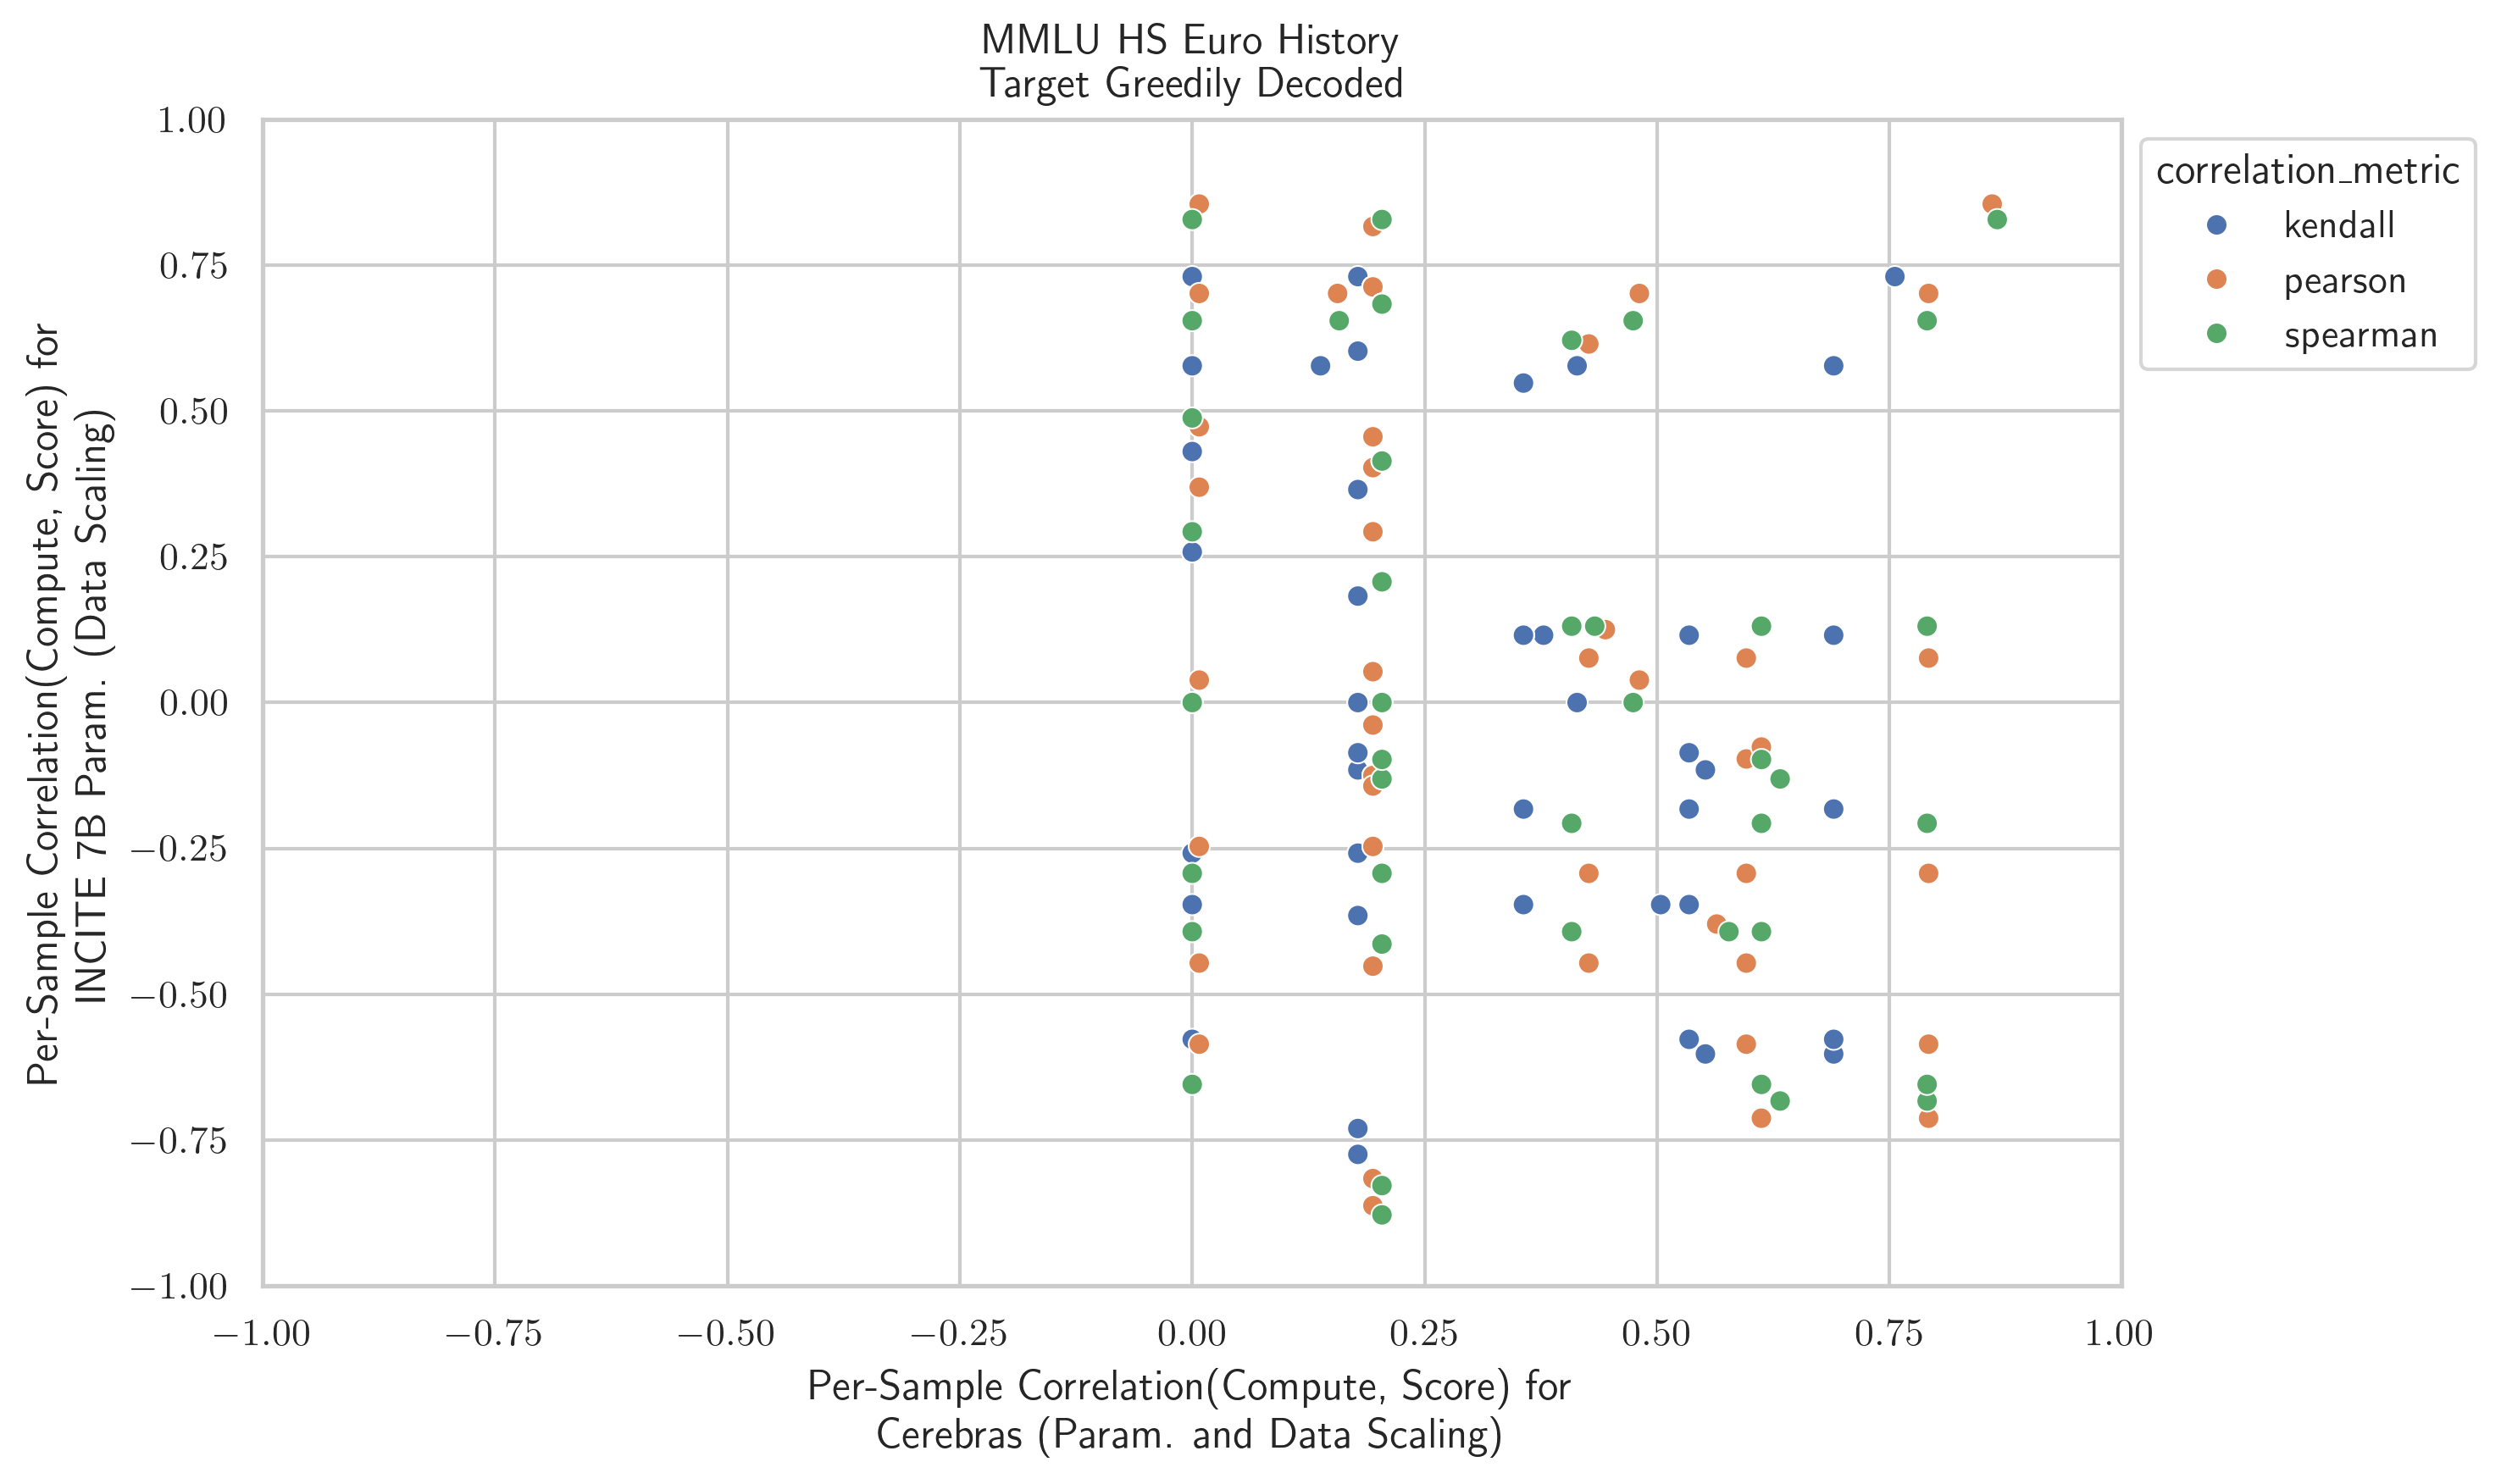 MMLU HS Euro History
Target Greedily Decoded
1.00
0.75
0.50
0.25
0.00
−0.25
−0.50
−0.75
−1.00
Per-Sample Correlation(Compute, Score) for
INCITE 7B Param. (Data Scaling)
correlation_metric
kendall
pearson
spearman
−1.00 −0.75 −0.50 −0.25 0.00 0.25 0.50 0.75 1.00
Per-Sample Correlation(Compute, Score) for
Cerebras (Param. and Data Scaling)